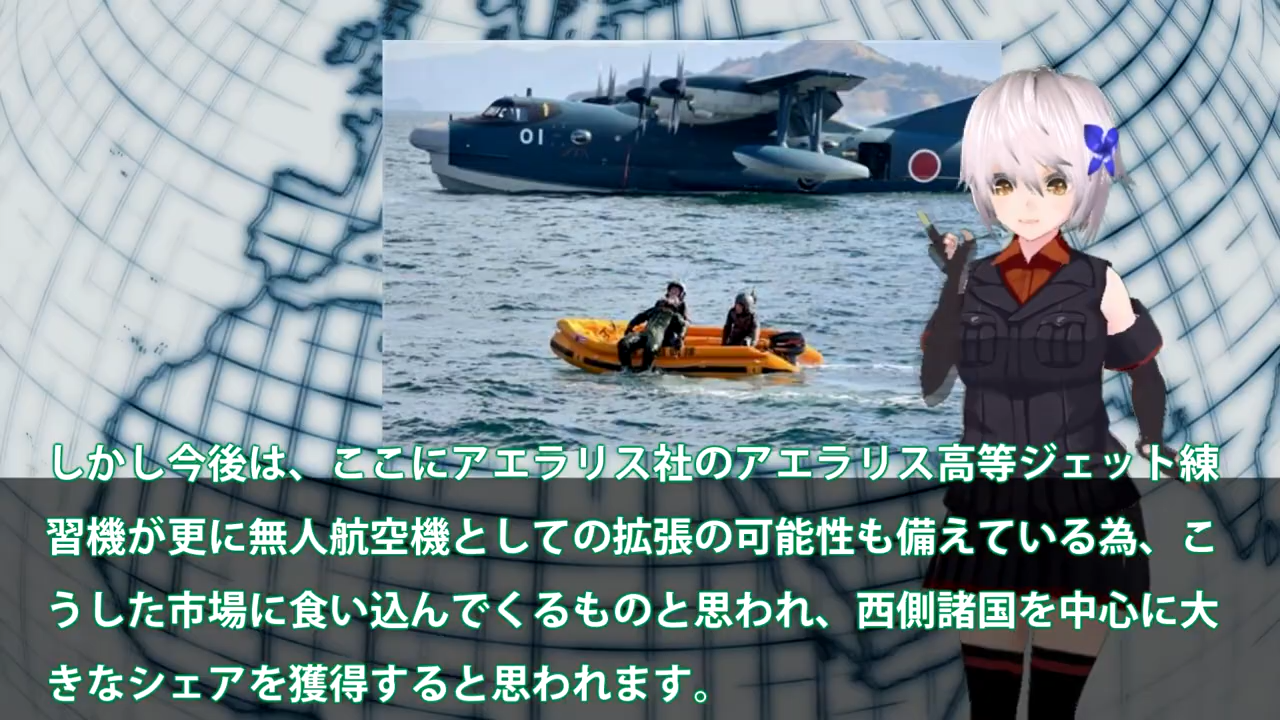 01
しかし今後は、ここにアエラリス社のアエラリス高等ジェット練
習機が更に無人航空機としての拡張の可能性も備えている為、こ
うした市場に食い込んでくるものと思われ、西側諸国を中心に大
きなシェアを獲得すると思われます。